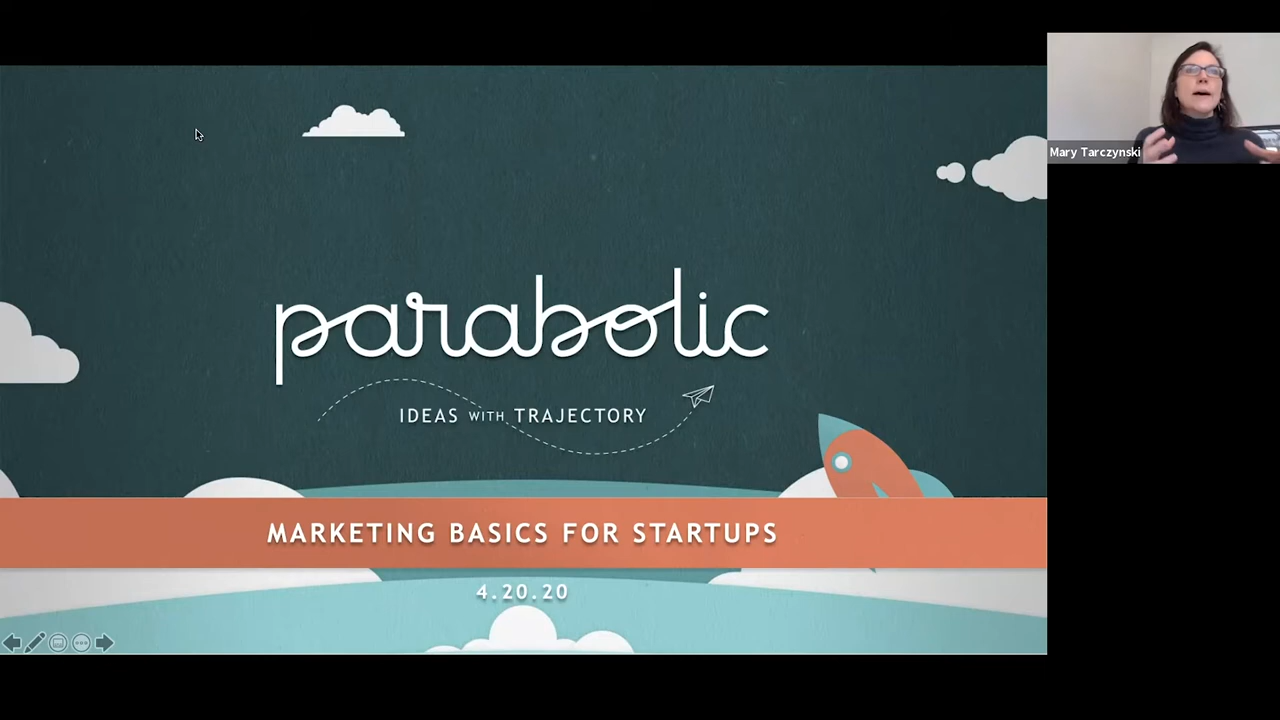 parabolic
IDEAS WITH TRAJECTORY
MARKETING BASICS FOR STARTUPS
4.20.20
Mary Tarczynski